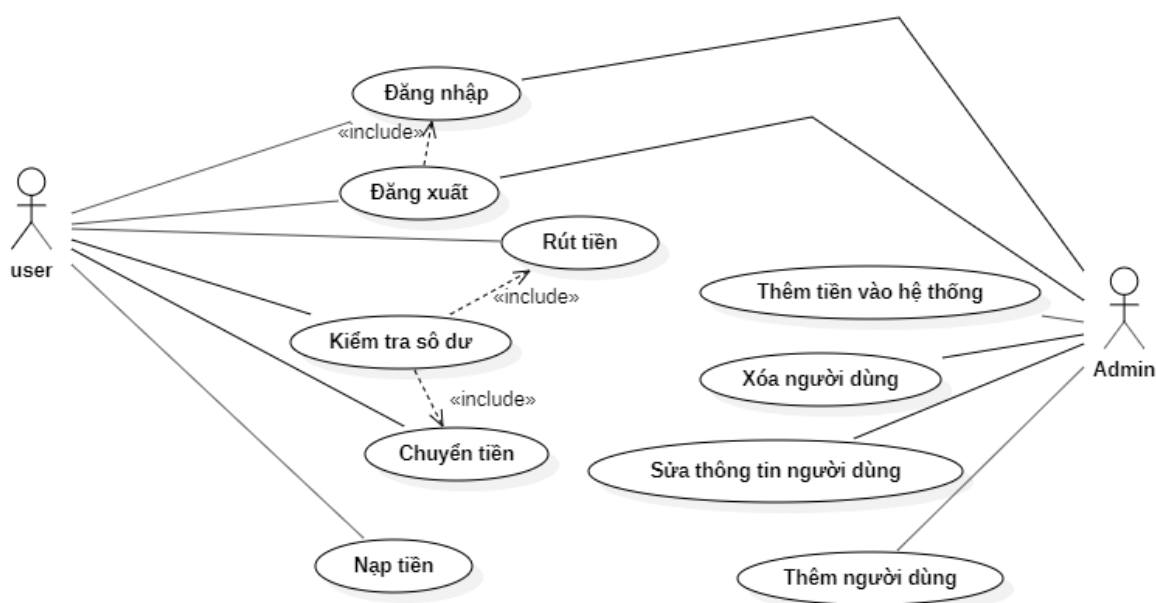 Đăng nhập
«include»
Đăng xuất
user
Rút tiền
«include»
Thêm tiền vào hệ thống
Kiểm tra sô dư
Admin
Xóa người dùng
«include»
Chuyển tiền
Sửa thông tin người dùng
Nạp tiền
Thêm người dùng